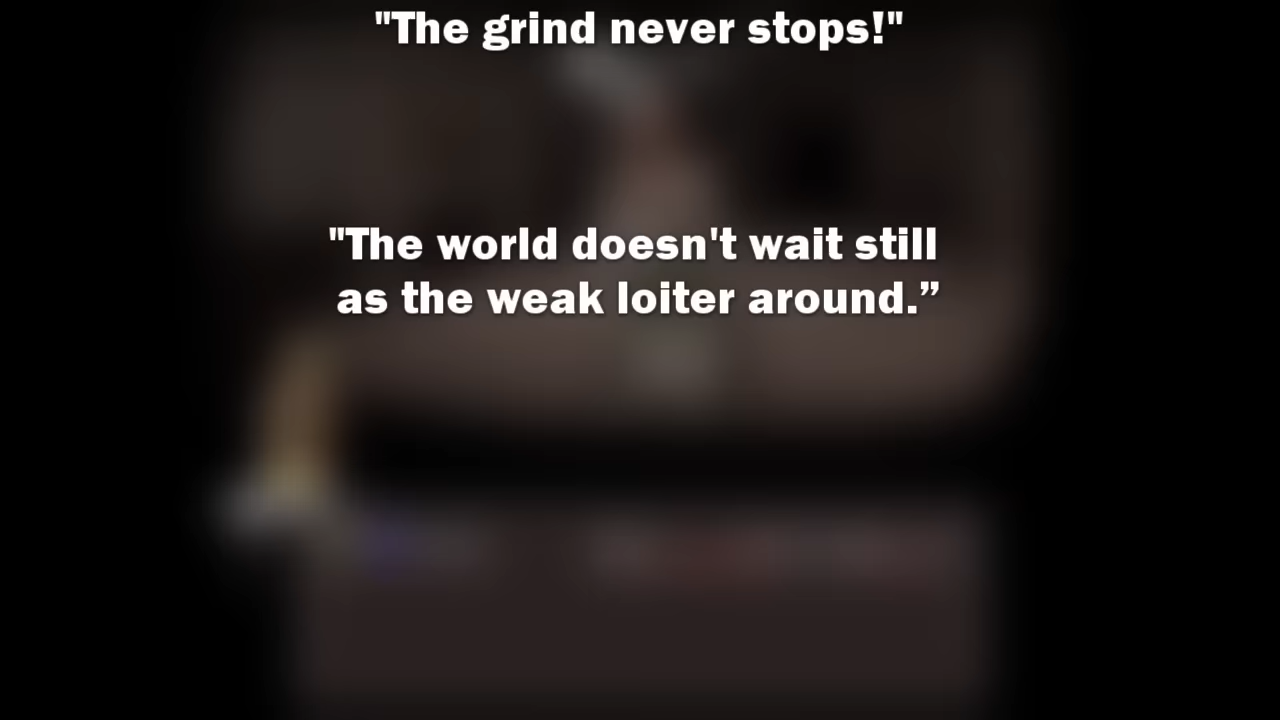 "The grind never stops!"
"The world doesn't wait still
as the weak loiter around.”